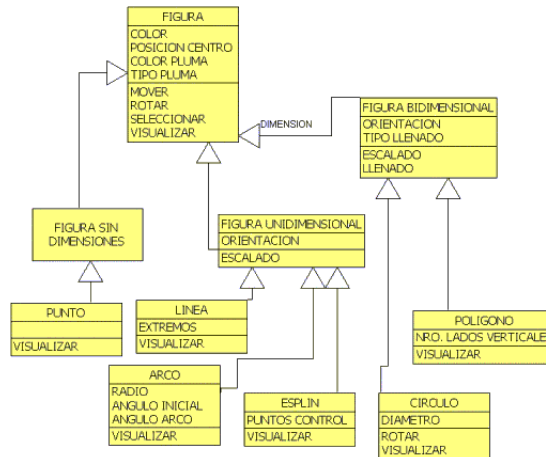 FIGURA
COLOR
POSICION CENTRO
COLOR PLUMA
TIPO PLUMA
MOVER
ROTAR
SELECCIONAR
VISUALIZAR
DIMENSION
FIGURA BIDIMENSIONAL
ORIENTACION
TIPO LLENADO
ESCALADO
LLENADO
FIGURA SIN
DIMENSIONES
FIGURA UNIDIMENSIONAL
ORIENTACION
ESCALADO
PUNTO
VISUALIZAR
LINEA
EXTREMOS
VISUALIZAR
POLIGONO
NRO. LADOS VERTICALE
VISUALIZAR
ARCO
RADIO
ANGULO INICIAL
ANGULO ARCO
VISUALIZAR
ESPLIN
PUNTOS CONTROL
VISUALIZAR
CIRCULO
DIAMETRO
ROTAR
VISUALIZAR